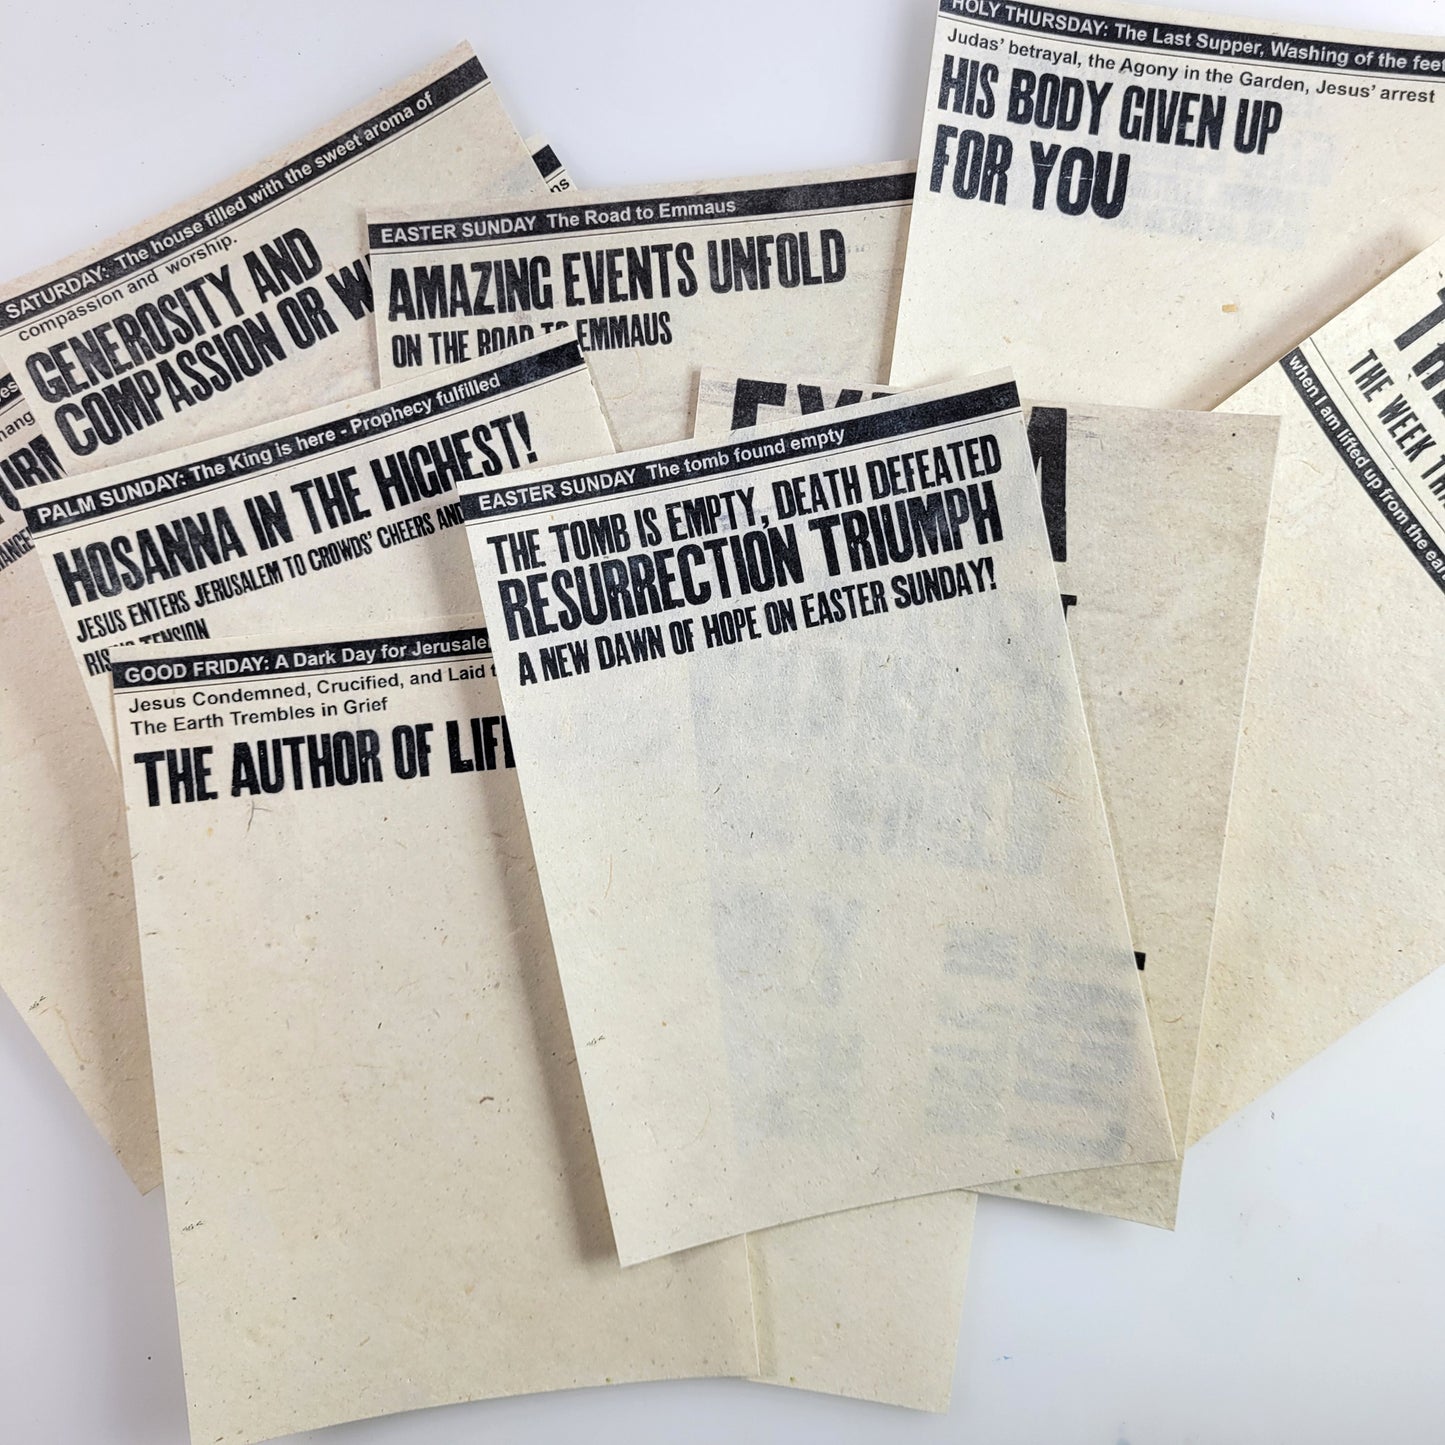 HOLY THURSDAY: The Last Supper, Washing of the feet
Judas' betrayal, the Agony in the Garden, Jesus' arrest
HIS BODY GIVEN UP
FOR YOU
SATURDAY: The house filled with the sweet aroma of
compassion and worship.
GENEROSITY AND
COMPASSION OR
EASTER SUNDAY The Road to Emmaus
AMAZING EVENTS UNFOLD
ON THE ROAD TO EMMAUS
when I am lifted up from the
THE WEEK
PALM SUNDAY: The King is here - Prophecy fulfilled
HOSANNA IN THE HIGHEST!
JESUS ENTERS JERUSALEM TO CROWDS' CHEERS AND
TENSION
EASTER SUNDAY The tomb found empty
THE TOMB IS EMPTY, DEATH DEFEATED
RESURRECTION TRIUMPH
A NEW DAWN OF HOPE ON EASTER SUNDAY!
GOOD FRIDAY: A Dark Day for
Jesus Condemned, Crucified, and Laid
The Earth Trembles in Grief
THE AUTHOR OF